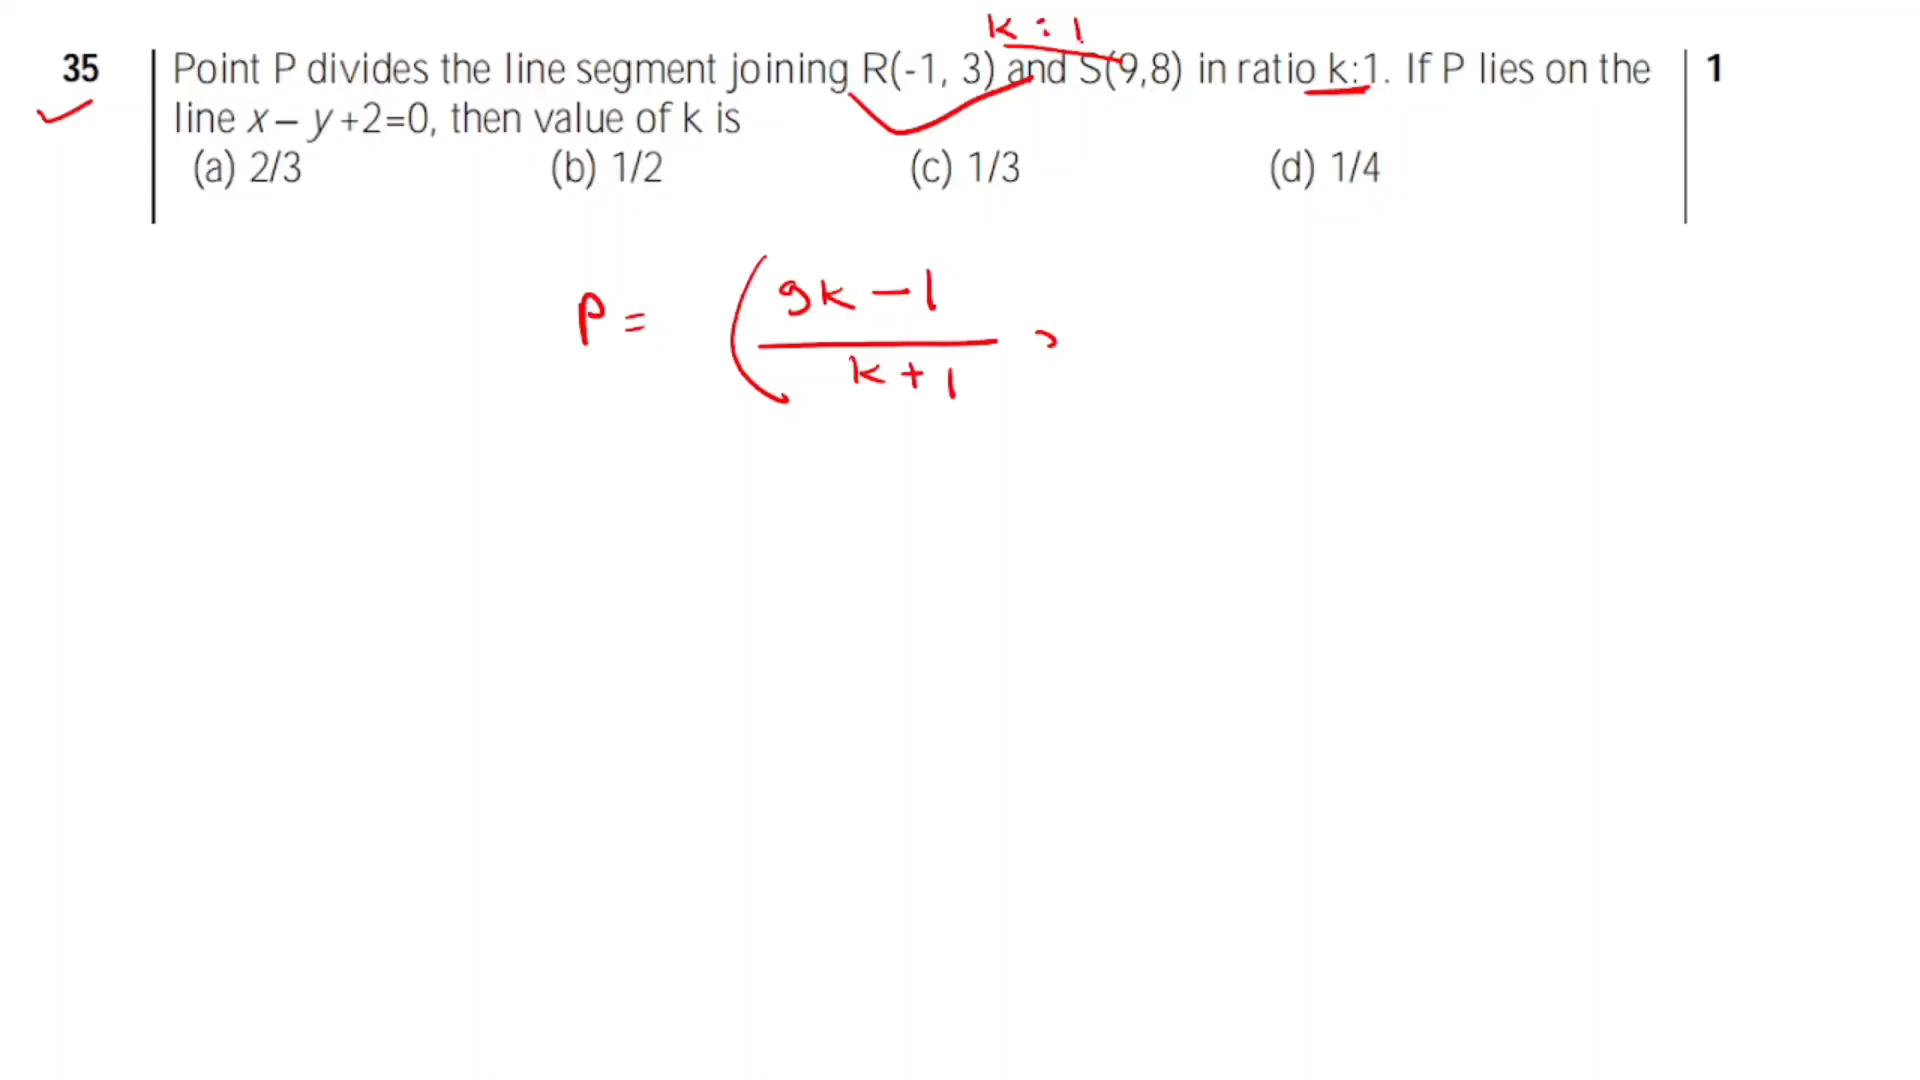 k : 1
35 Point P divides the line segment joining R(-1, 3) and S(9,8) in ratio k:1. If P lies on the 1
line x – y +2=0, then value of k is
(a) 2/3 (b) 1/2 (c) 1/3 (d) 1/4
P = ( 9k – 1
k + 1 ,